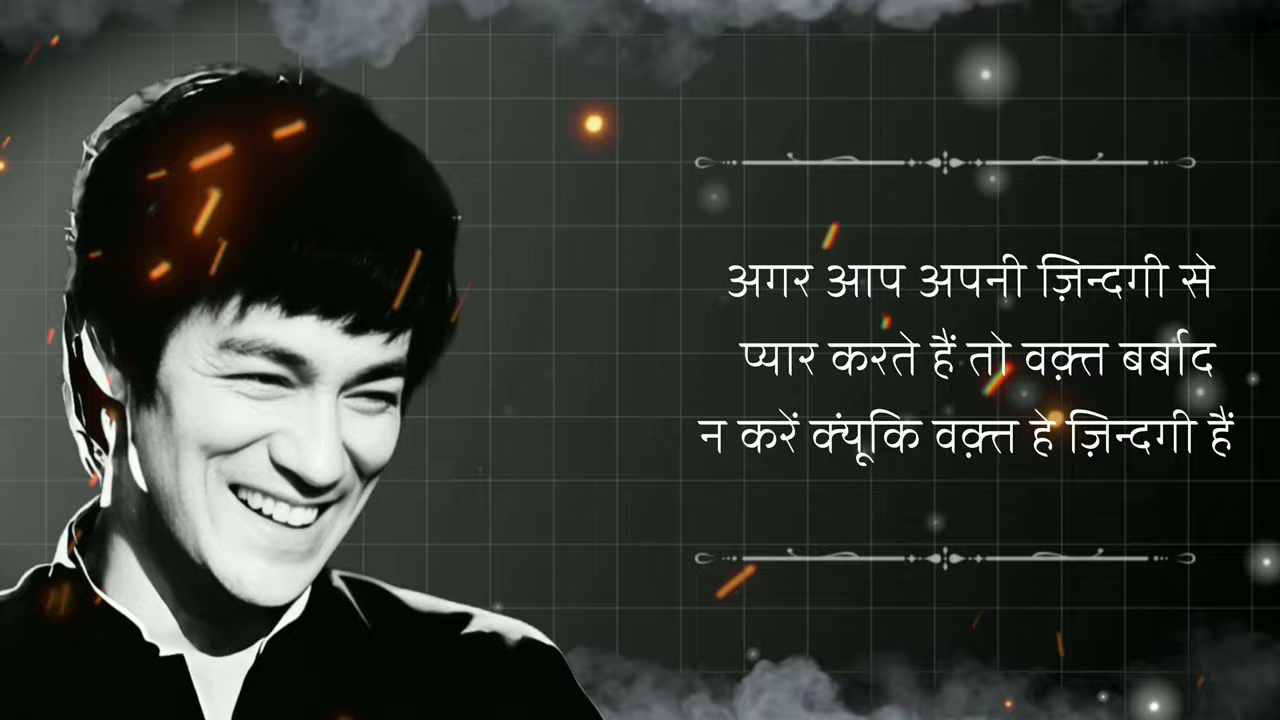 अगर आप अपनी ज़िन्दगी से
प्यार करते हैं तो वक़्त बर्बाद
न करें क्यूंकि वक़्त हे ज़िन्दगी हैं